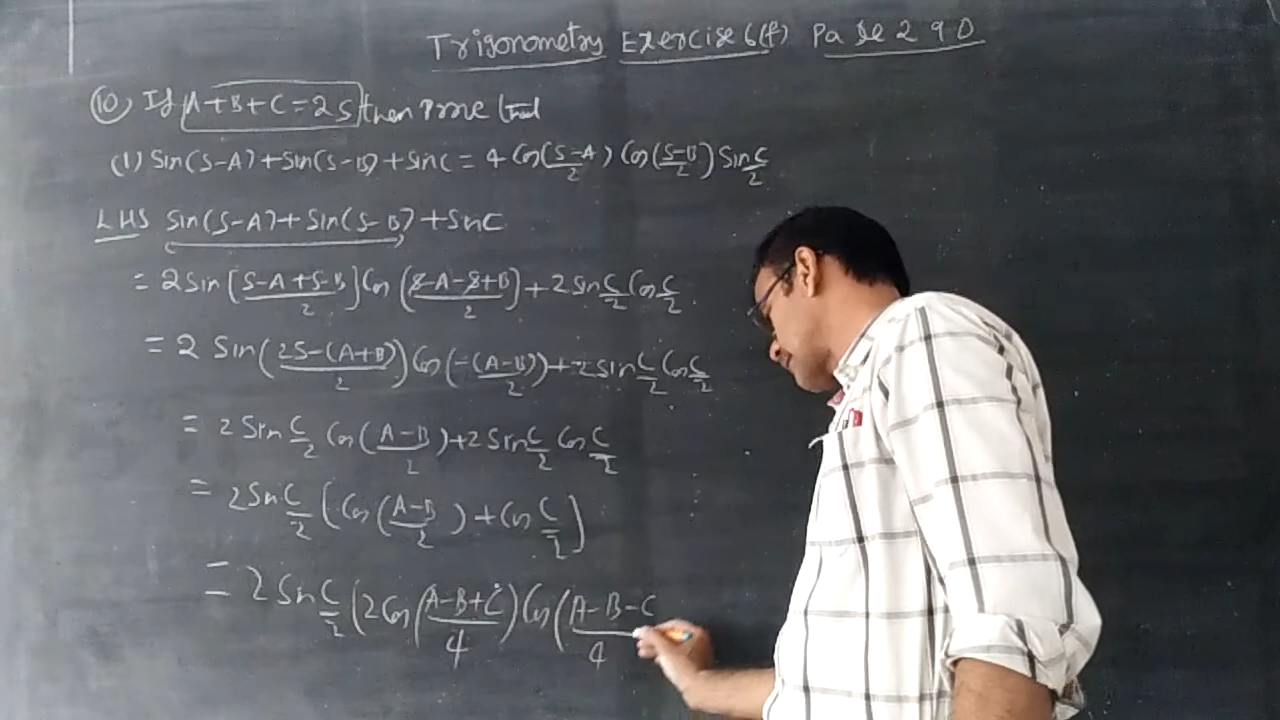 Trigonometry Exercise 6(f) Page 290
10) If A+B+C=2S then prove that
(1) Sin(S-A)+Sin(S-B)+SinC = 4 Cos(S-A/2) Cos(S-B/2) Sin C/2
LHS Sin(S-A)+Sin(S-B)+SinC
= 2 Sin[S-A+S-B/2] Cos(S-A-S+B/2)+2 Sin C/2 Cos C/2
= 2 Sin(2S-(A+B)/2) Cos(-(A-B)/2)+2 Sin C/2 Cos C/2
= 2 Sin C/2 Cos(A-B/2)+2 Sin C/2 Cos C/2
= 2 Sin C/2 (Cos(A-B/2)+Cos C/2)
= 2 Sin C/2 (2 Cos(A-B+C/4) Cos(A-B-C/4